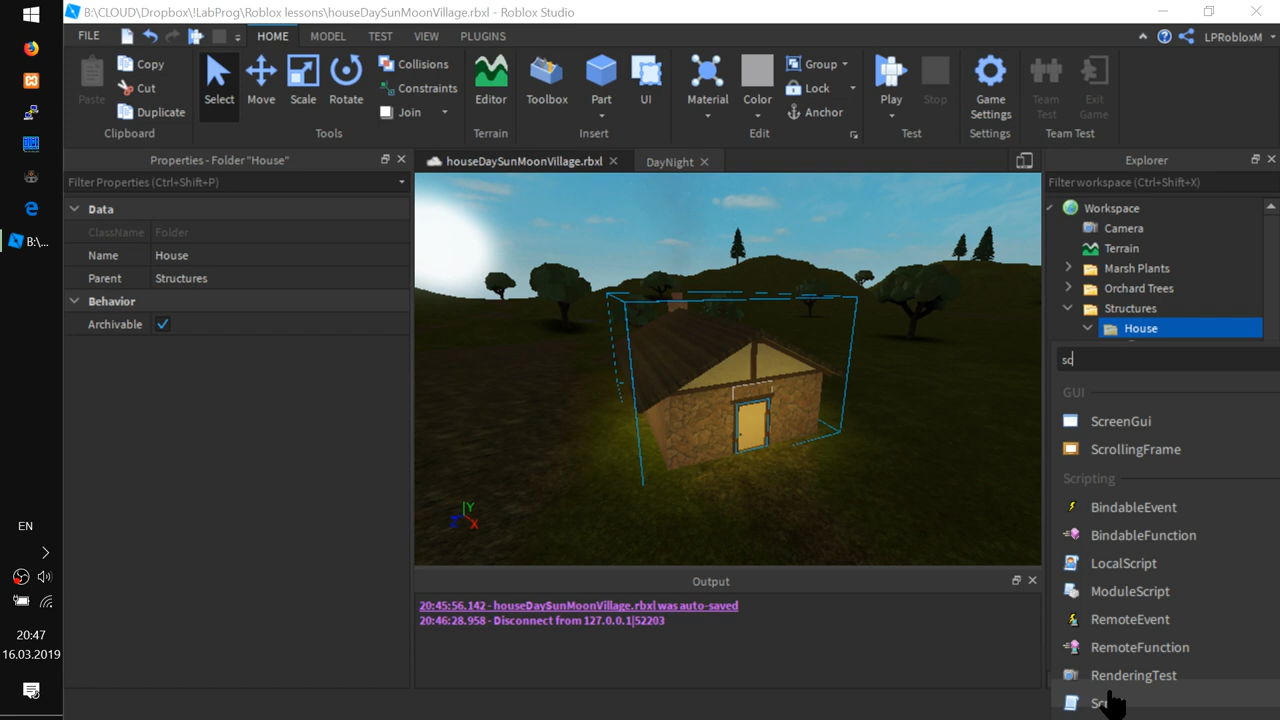 B:\CLOUD\Dropbox\!LabProg\Roblox lessons\houseDaySunMoonVillage.rbxl - Roblox Studio
FILE HOME MODEL TEST VIEW PLUGINS LPRobloxM
Paste Copy Cut Duplicate
Clipboard
Select Move Scale Rotate Collisions Constraints Join
Tools
Editor
Terrain
Toolbox Part UI
Insert
Material Color Group Lock Anchor
Edit
Play Stop
Test
Game Settings
Settings
Team Test Exit Game
Team Test
Properties - Folder "House"
Filter Properties (Ctrl+Shift+P)
Data
ClassName Folder
Name House
Parent Structures
Behavior
Archivable
houseDaySunMoonVillage.rbxl DayNight
Y
Z X
Output
20:45:56.142 - houseDaySunMoonVillage.rbxl was auto-saved
20:46:28.958 - Disconnect from 127.0.0.1|52203
Explorer
Filter workspace (Ctrl+Shift+X)
Workspace
Camera
Terrain
Marsh Plants
Orchard Trees
Structures
House
sc
GUI
ScreenGui
ScrollingFrame
Scripting
BindableEvent
BindableFunction
LocalScript
ModuleScript
RemoteEvent
RemoteFunction
RenderingTest
B:\...
EN
20:47
16.03.2019